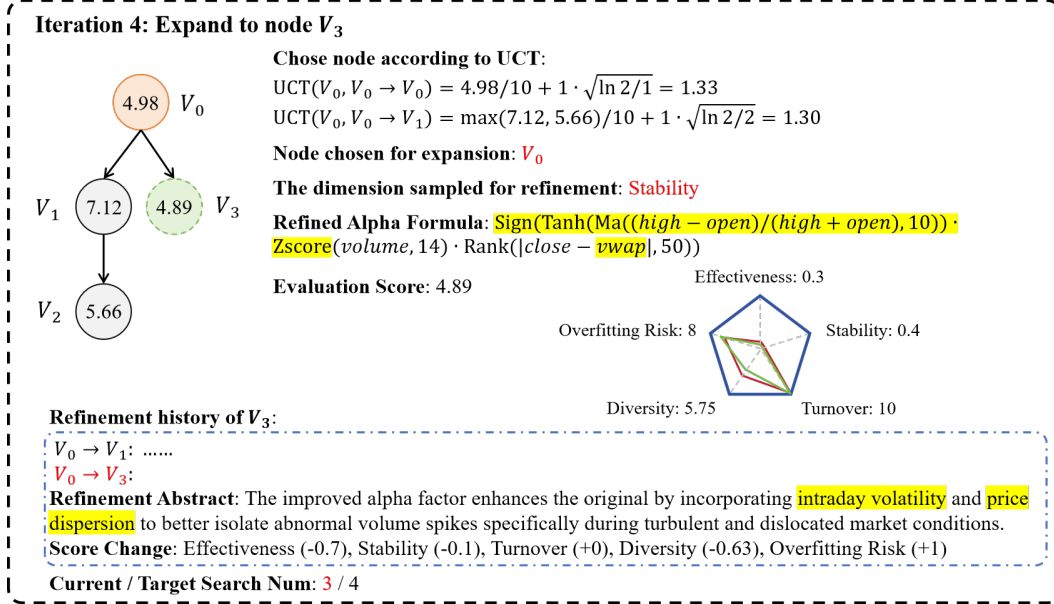 Iteration 4: Expand to node V₃
Chose node according to UCT:
UCT(V₀, V₀ → V₀) = 4.98/10 + 1 · √(ln 2/1) = 1.33
UCT(V₀, V₀ → V₁) = max(7.12, 5.66)/10 + 1 · √(ln 2/2) = 1.30
Node chosen for expansion: V₀
The dimension sampled for refinement: Stability
Refined Alpha Formula: Sign(Tanh(Ma((high − open)/(high + open), 10)) ·
Zscore(volume, 14) · Rank(|close − vwap|, 50))
Evaluation Score: 4.89
4.98 V₀
V₁ 7.12 4.89 V₃
V₂ 5.66
Effectiveness: 0.3
Overfitting Risk: 8
Stability: 0.4
Diversity: 5.75
Turnover: 10
Refinement history of V₃:
V₀ → V₁: ……
V₀ → V₃:
Refinement Abstract: The improved alpha factor enhances the original by incorporating intraday volatility and price
dispersion to better isolate abnormal volume spikes specifically during turbulent and dislocated market conditions.
Score Change: Effectiveness (-0.7), Stability (-0.1), Turnover (+0), Diversity (-0.63), Overfitting Risk (+1)
Current / Target Search Num: 3 / 4